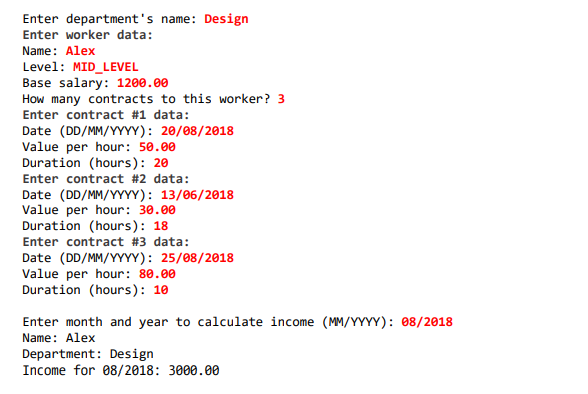 Enter department's name: Design
Enter worker data:
Name: Alex
Level: MID_LEVEL
Base salary: 1200.00
How many contracts to this worker? 3
Enter contract #1 data:
Date (DD/MM/YYYY): 20/08/2018
Value per hour: 50.00
Duration (hours): 20
Enter contract #2 data:
Date (DD/MM/YYYY): 13/06/2018
Value per hour: 30.00
Duration (hours): 18
Enter contract #3 data:
Date (DD/MM/YYYY): 25/08/2018
Value per hour: 80.00
Duration (hours): 10
Enter month and year to calculate income (MM/YYYY): 08/2018
Name: Alex
Department: Design
Income for 08/2018: 3000.00